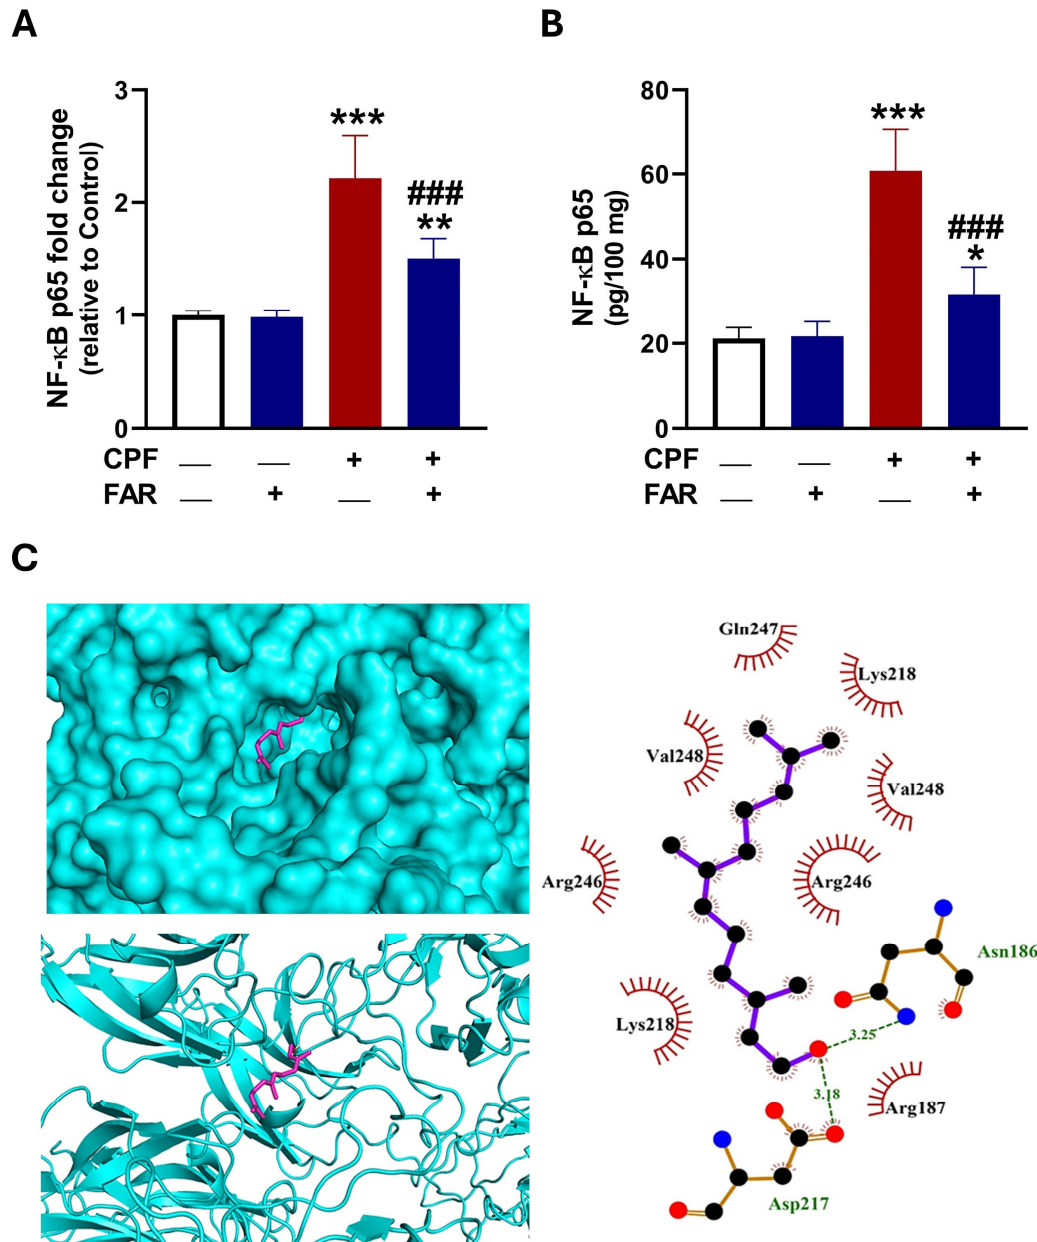 A
NF-κB p65 fold change
(relative to Control)
3
2
1
0
***
###
**
CPF — — + +
FAR — + — +
B
NF-κB p65
(pg/100 mg)
80
60
40
20
0
***
###
*
CPF — — + +
FAR — + — +
C
Gln247
Lys218
Val248
Val248
Arg246
Arg246
Asn186
Lys218
3.25
3.18
Arg187
Asp217